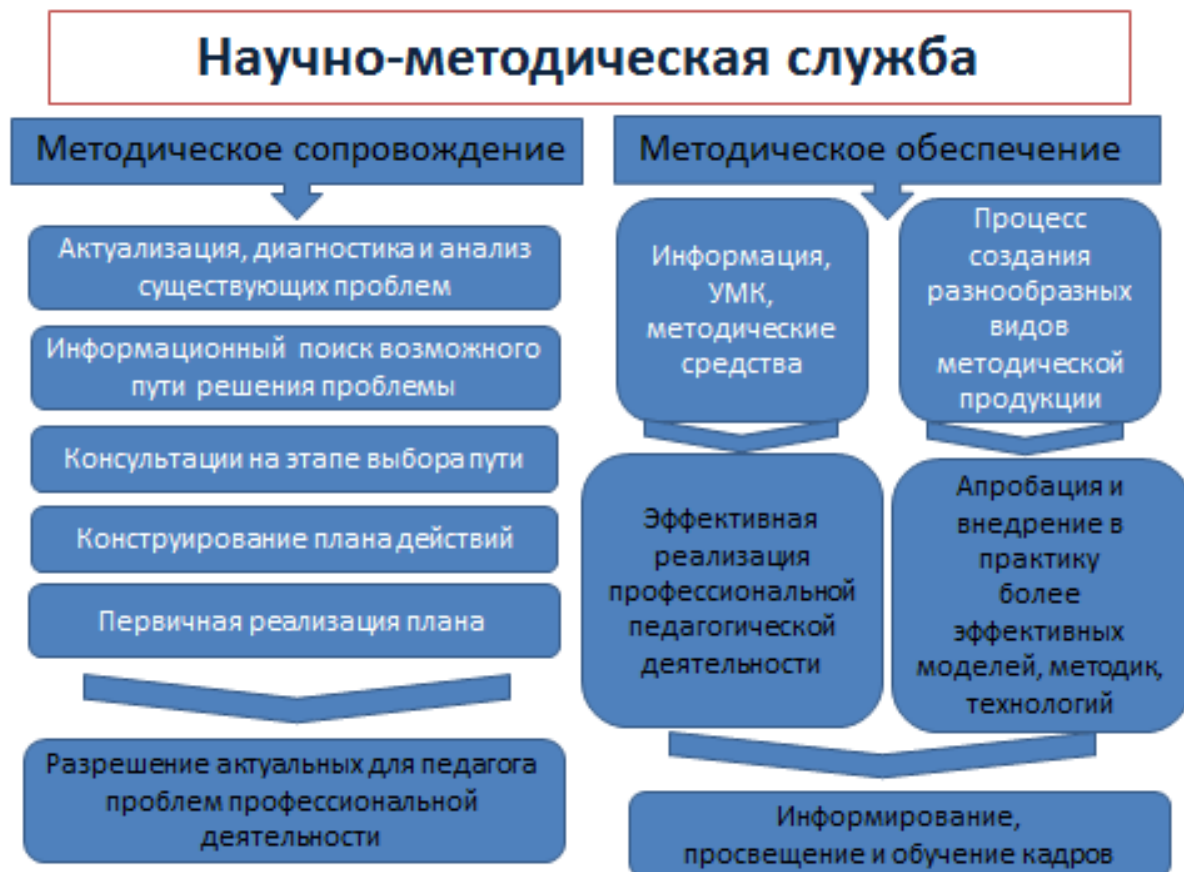 Научно-методическая служба
Методическое сопровождение
Актуализация, диагностика и анализ
существующих проблем
Информационный поиск возможного
пути решения проблемы
Консультации на этапе выбора пути
Конструирование плана действий
Первичная реализация плана
Разрешение актуальных для педагога
проблем профессиональной
деятельности
Методическое обеспечение
Информация,
УМК,
методические
средства
Процесс
создания
разнообразных
видов
методической
продукции
Эффективная
реализация
профессиональной
педагогической
деятельности
Апробация и
внедрение в
практику
более
эффективных
моделей, методик,
технологий
Информирование,
просвещение и обучение кадров